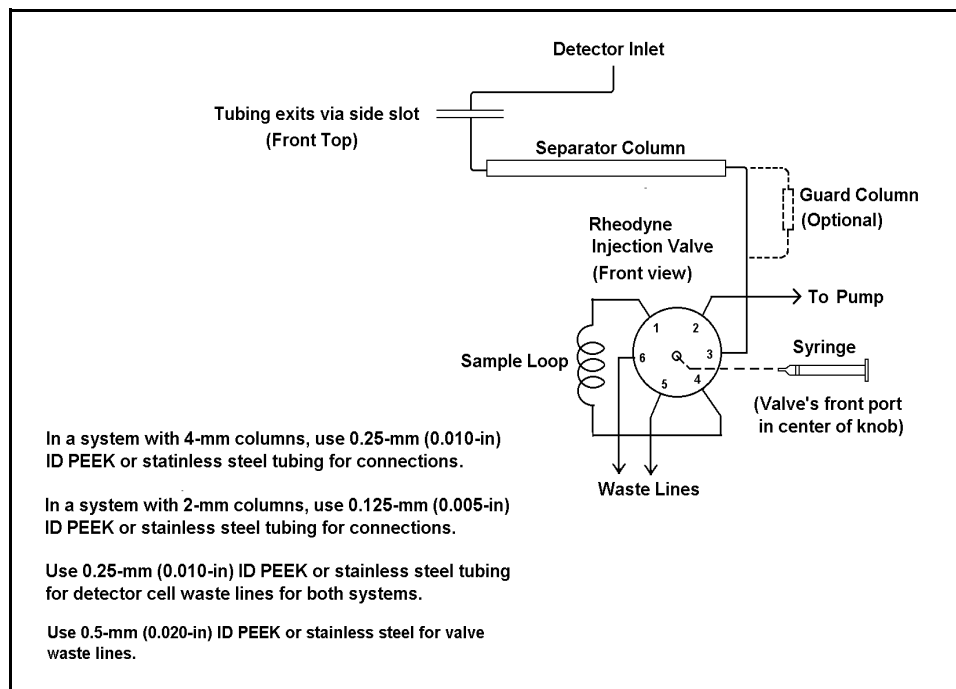 Detector Inlet
Tubing exits via side slot
(Front Top)
Separator Column
Guard Column
(Optional)
Rheodyne
Injection Valve
(Front view)
To Pump
1
2
3
4
5
6
Sample Loop
Syringe
(Valve's front port
in center of knob)
Waste Lines
In a system with 4-mm columns, use 0.25-mm (0.010-in)
ID PEEK or statinless steel tubing for connections.
In a system with 2-mm columns, use 0.125-mm (0.005-in)
ID PEEK or stainless steel tubing for connections.
Use 0.25-mm (0.010-in) ID PEEK or stainless steel tubing
for detector cell waste lines for both systems.
Use 0.5-mm (0.020-in) ID PEEK or stainless steel for valve
waste lines.